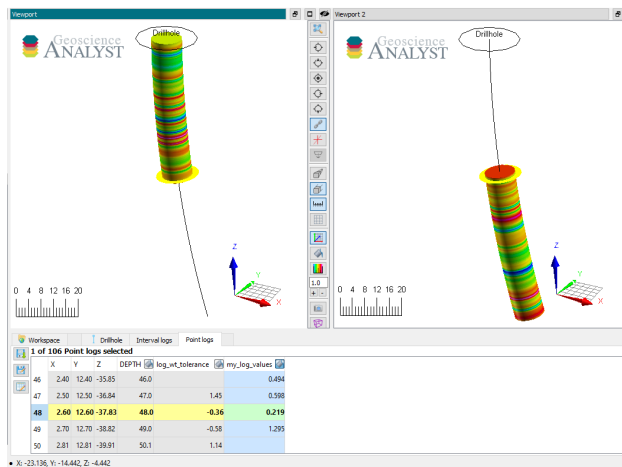 Viewport
Viewport 2
Drillhole
Geoscience
ANALYST
Drillhole
Geoscience
ANALYST
Z
Y
X
0 4 8 12 16 20
Z
Y
X
0 4 8 12 16 20
1.0
+ -
Workspace Drillhole Interval logs Point logs
1 of 106 Point logs selected
X Y Z DEPTH log_wt_tolerance my_log_values
46 2.40 12.40 -35.85 46.0 0.494
47 2.50 12.50 -36.84 47.0 1.45 0.598
48 2.60 12.60 -37.83 48.0 -0.36 0.219
49 2.70 12.70 -38.82 49.0 -0.58 1.295
50 2.81 12.81 -39.91 50.1 1.14
X: -23.136, Y: -14.442, Z: -4.442